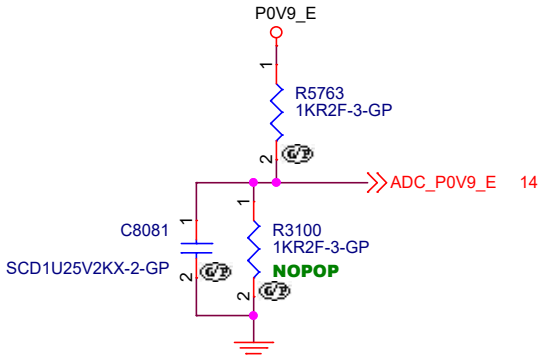 P0V9_E
1
R5763
1KR2F-3-GP
2
G/P
ADC_P0V9_E 14
1
1
C8081
R3100
1KR2F-3-GP
SCD1U25V2KX-2-GP
2
G/P
NOPOP
2
G/P